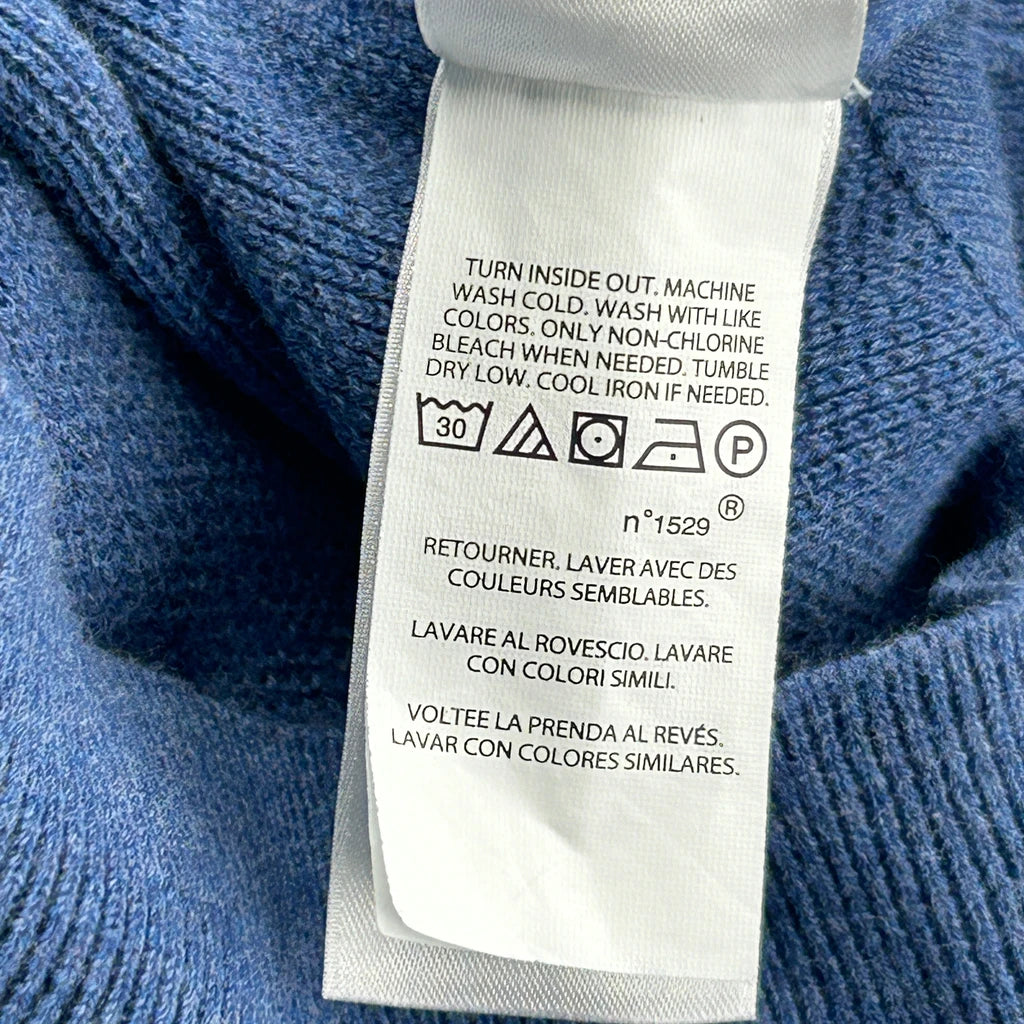 TURN INSIDE OUT. MACHINE
WASH COLD. WASH WITH LIKE
COLORS. ONLY NON-CHLORINE
BLEACH WHEN NEEDED. TUMBLE
DRY LOW. COOL IRON IF NEEDED.
30 P
n°1529 ®
RETOURNER. LAVER AVEC DES
COULEURS SEMBLABLES.
LAVARE AL ROVESCIO. LAVARE
CON COLORI SIMILI.
VOLTEE LA PRENDA AL REVÉS.
LAVAR CON COLORES SIMILARES.